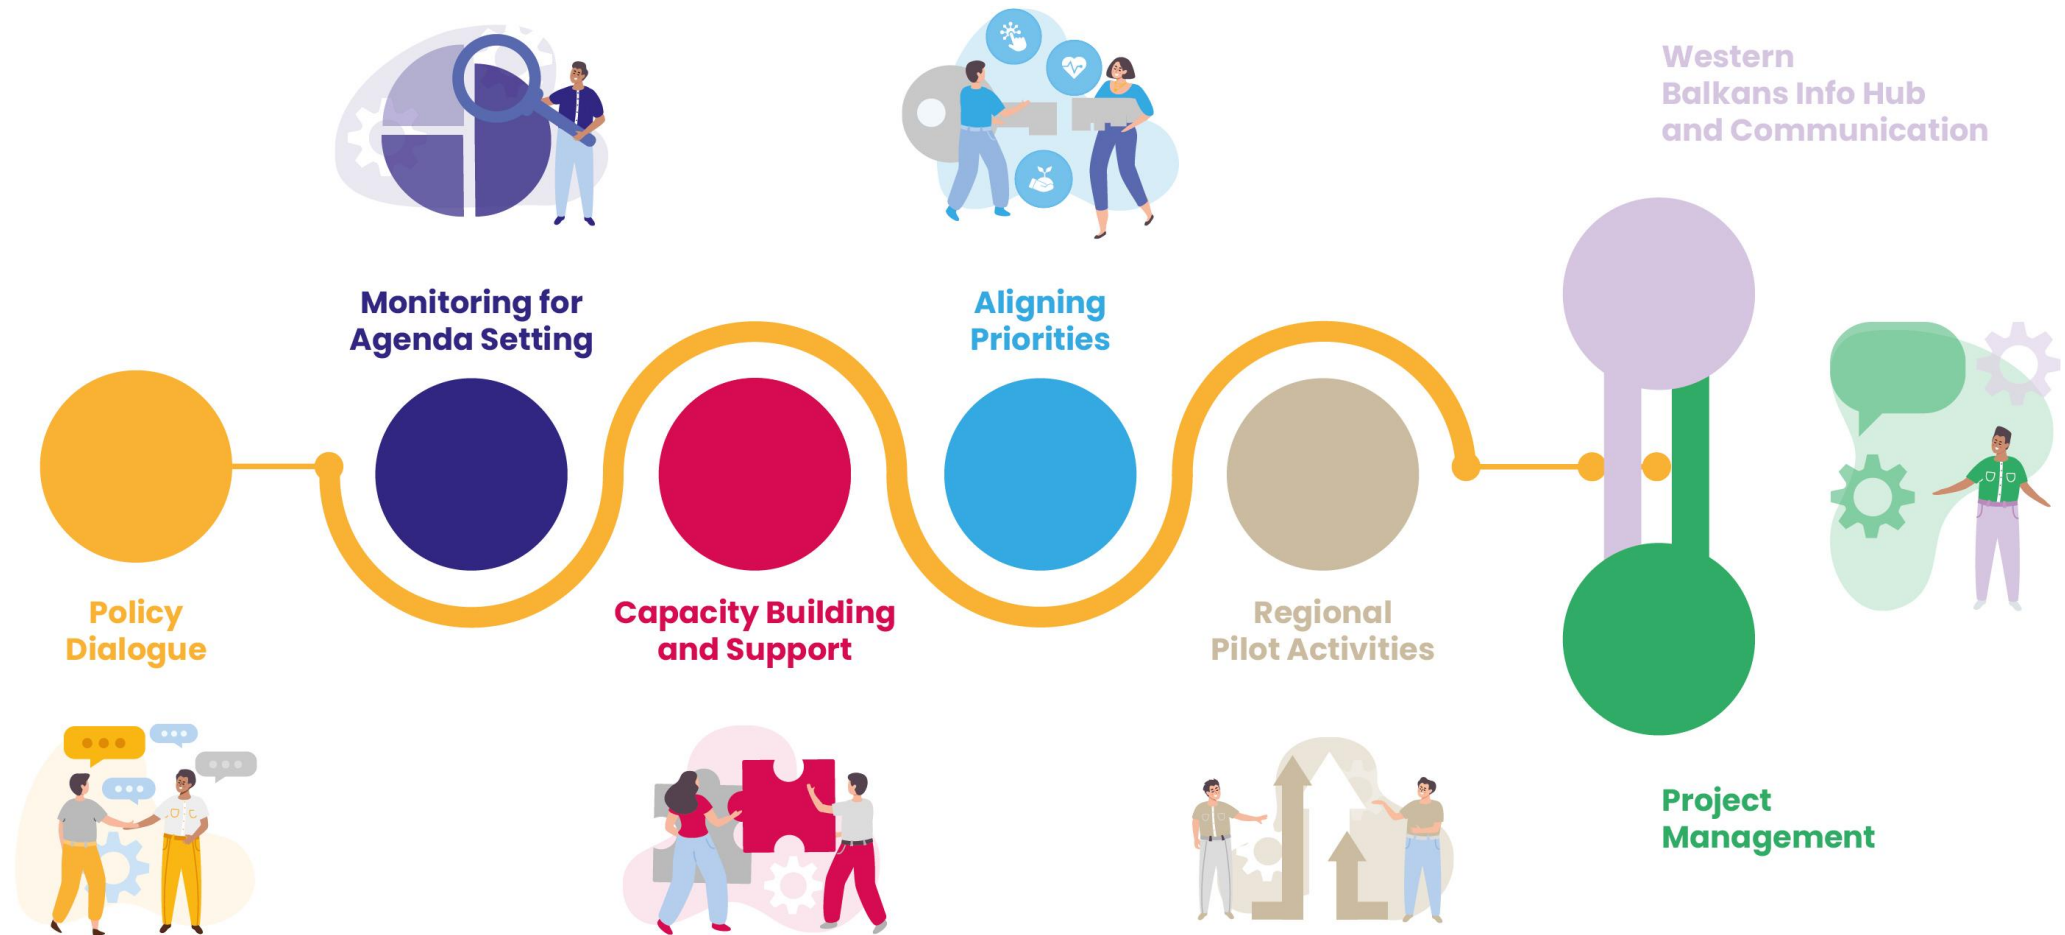 Western
Balkans Info Hub
and Communication
Monitoring for
Agenda Setting
Aligning
Priorities
Policy
Dialogue
Capacity Building
and Support
Regional
Pilot Activities
Project
Management